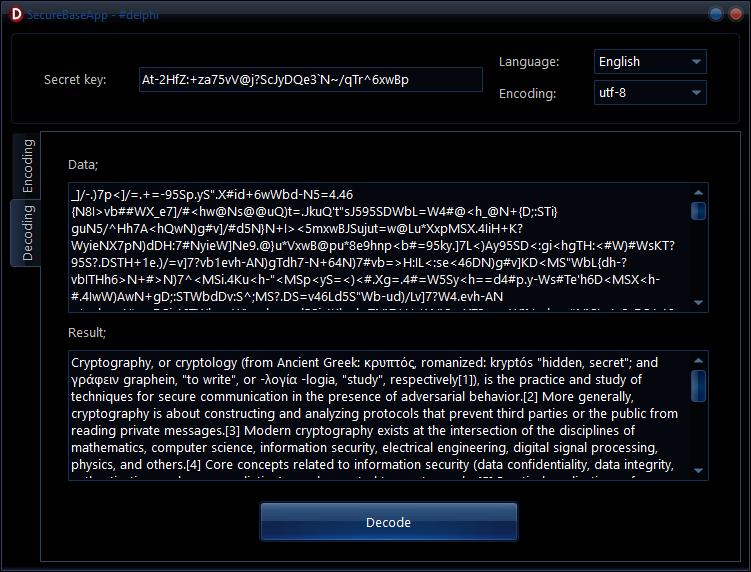 SecureBaseApp - #delphi
Secret key:
At-2HfZ:+za75vV@j?ScJyDQe3`N~/qTr^6xwBp
Language:
English
Encoding:
utf-8
Encoding
Decoding
Data;
_]/-.)7p<]/=.+=-95Sp.yS".X#id+6wWbd-N5=4.46
{N8I>vb##WX_e7]/#<hw@Ns@@uQ)t=.JkuQ't"sJ595SDWbL=W4#@<h_@N+{D;:STi}
guN5/^Hh7A<hQwN)g#v]/#d5N}N+I><5mxwBJSujut=w@Lu*XxpMSX.4IiH+K?
WyieNX7pN)dDH:7#NyieW]Ne9.@}u*VxwB@pu*8e9hnp<b#=95ky.]7L<)Ay95SD<:gi<hgTH:<#W)#WsKT?
95S?.DSTH+1e.)/=v]7?vb1evh-AN)gTdh7-N+64N)7#vb=>H:IL<:se<46DN)g#v]KD<MS"WbL{dh-?
vbITHh6>N+#>N)7^<MSi.4Ku<h-"<MSp<yS=<)<#.Xg=.4#=W5Sy<h==d4#p.y-Ws#Te'h6D<MSX<h-
#.4IwW)AwN+gD;:STWbdDv:S^;MS?.DS=v46Ld5S"Wb-ud)/Lv]7?W4.evh-AN
Result;
Cryptography, or cryptology (from Ancient Greek: κρυπτός, romanized: kryptós "hidden, secret"; and
γράφειν graphein, "to write", or -λογία -logia, "study", respectively[1]), is the practice and study of
techniques for secure communication in the presence of adversarial behavior.[2] More generally,
cryptography is about constructing and analyzing protocols that prevent third parties or the public from
reading private messages.[3] Modern cryptography exists at the intersection of the disciplines of
mathematics, computer science, information security, electrical engineering, digital signal processing,
physics, and others.[4] Core concepts related to information security (data confidentiality, data integrity,
Decode